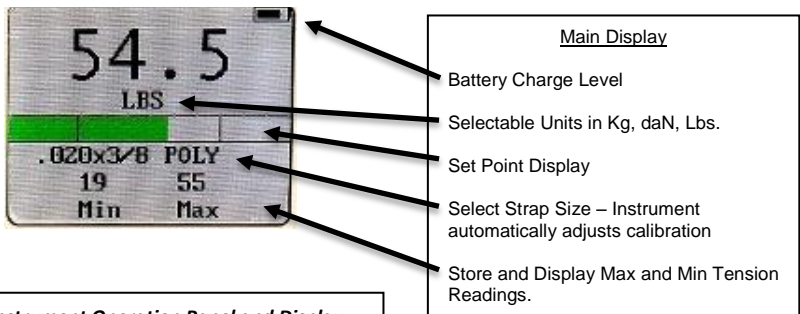 54.5
LBS
.020x3/8 POLY
19 55
Min Max
Main Display
Battery Charge Level
Selectable Units in Kg, daN, Lbs.
Set Point Display
Select Strap Size – Instrument
automatically adjusts calibration
Store and Display Max and Min Tension
Readings.